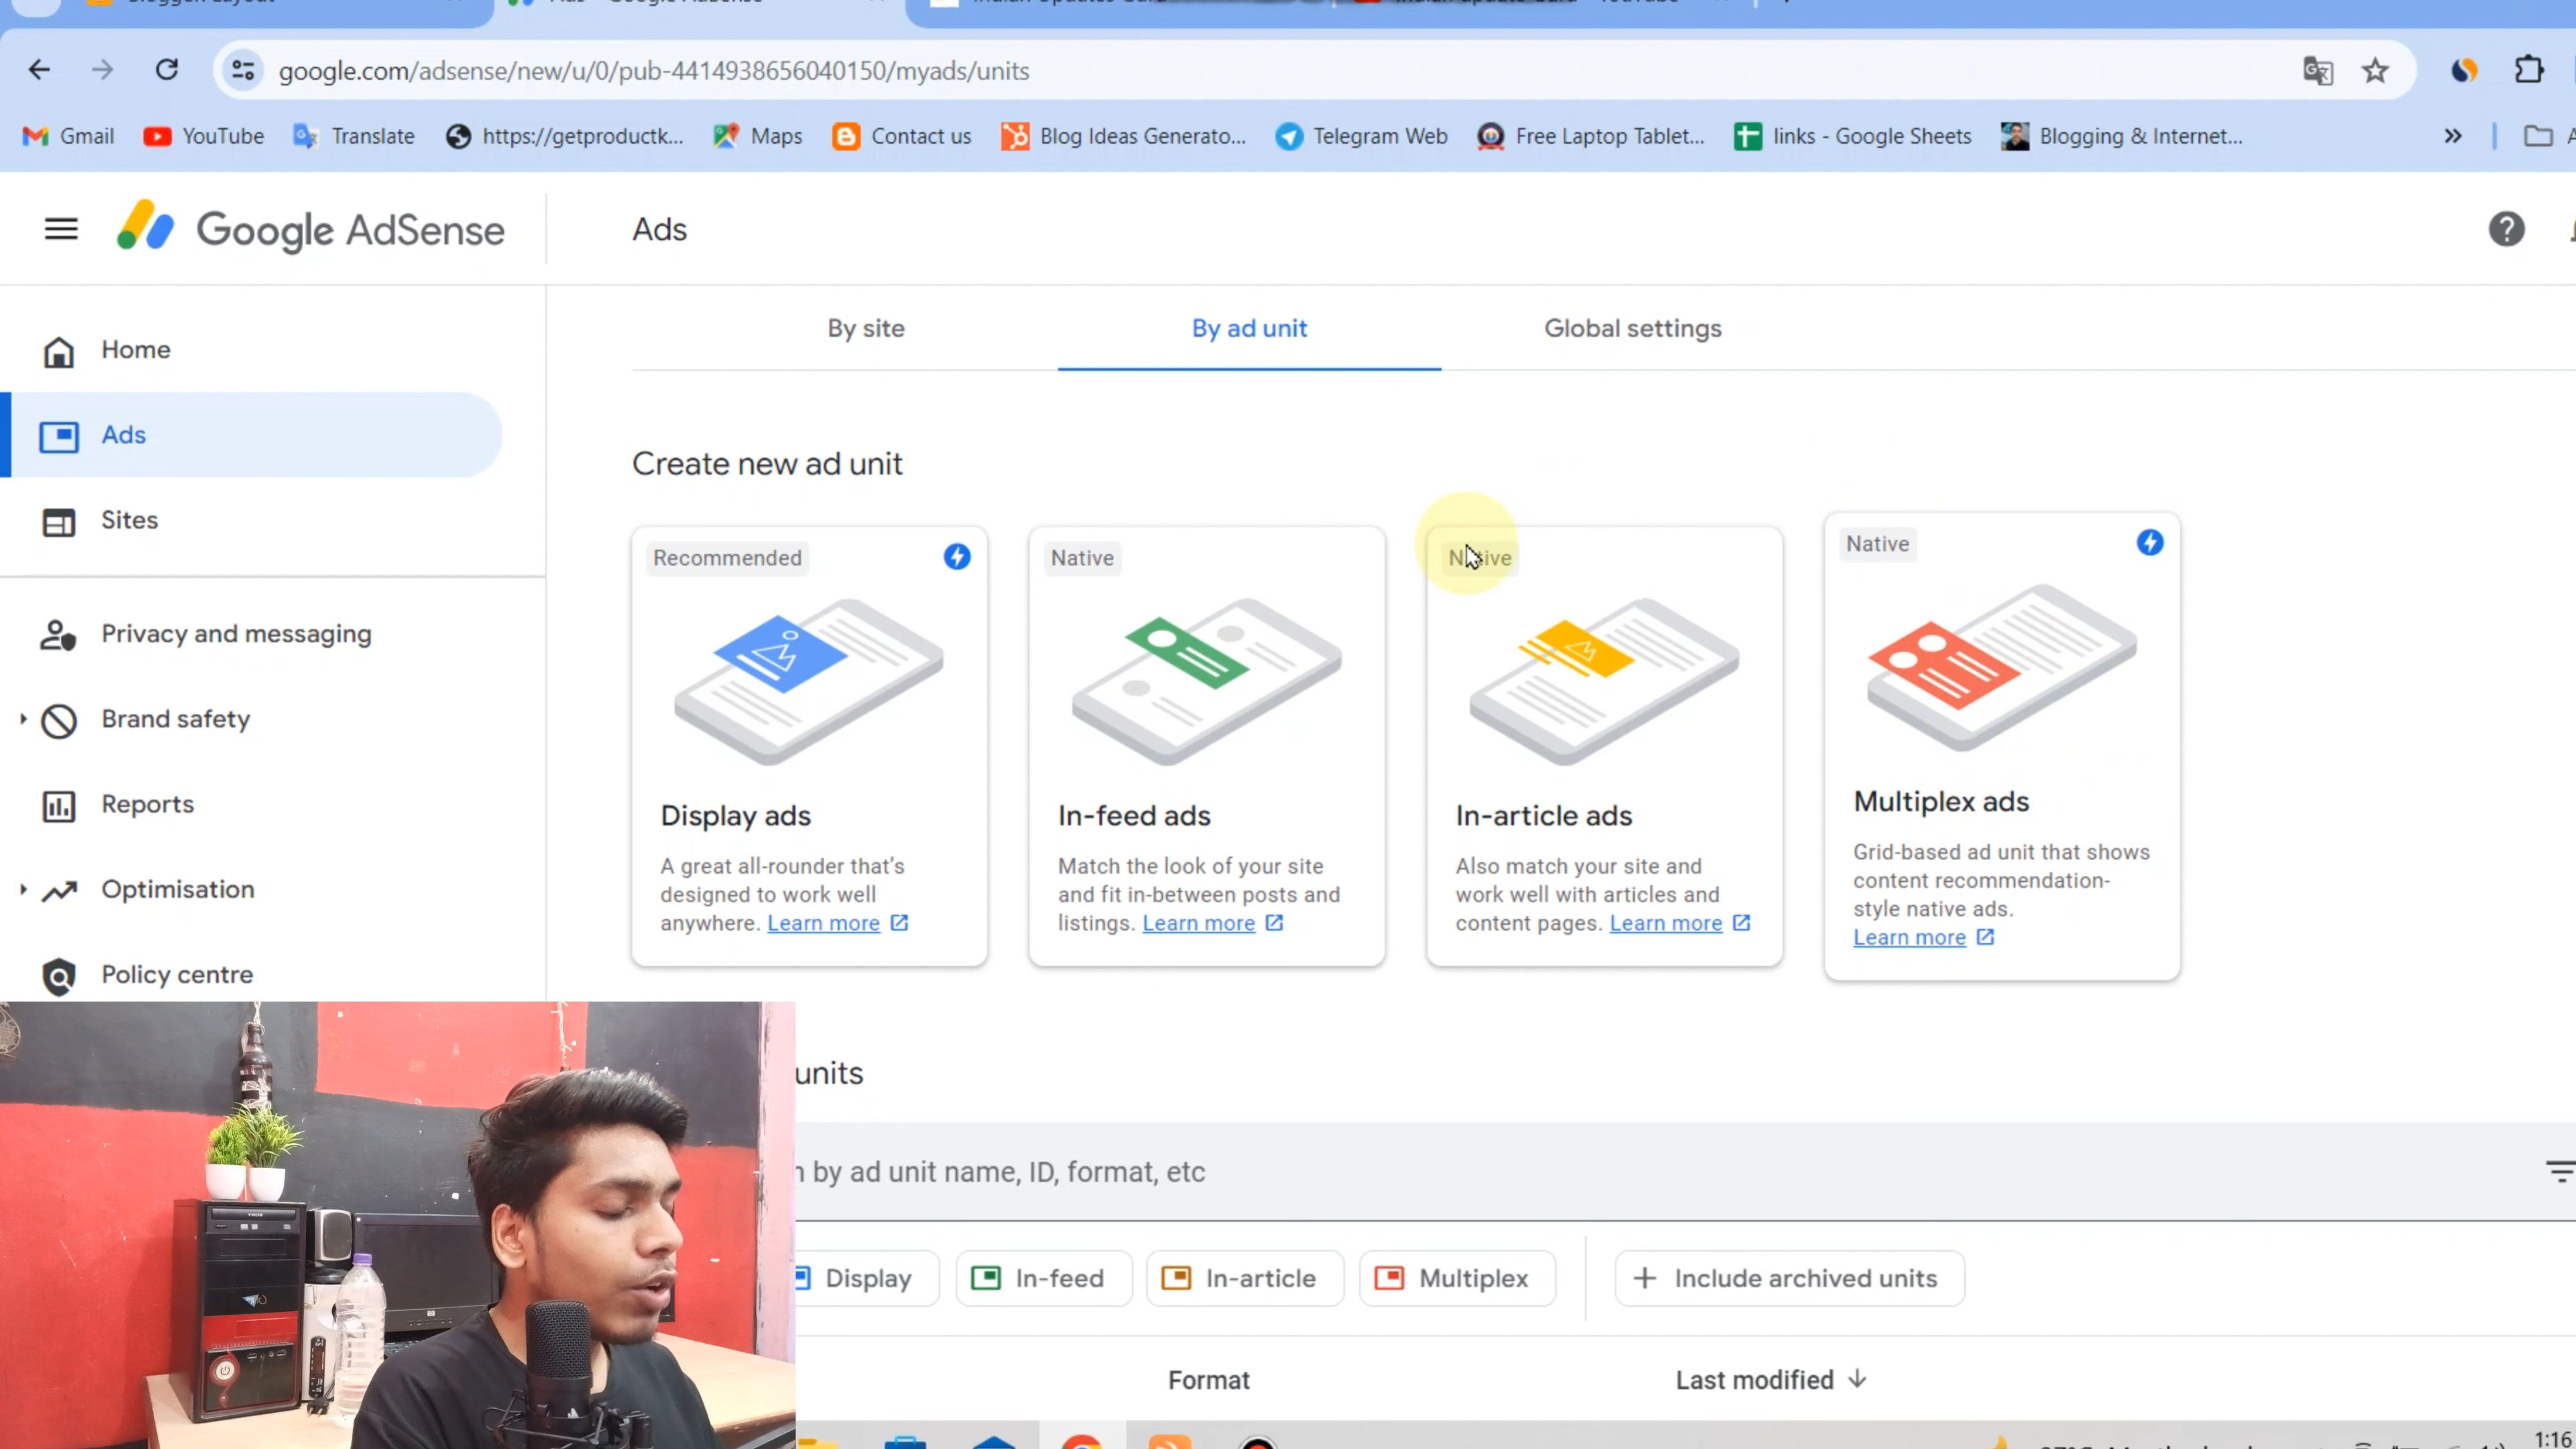 google.com/adsense/new/u/0/pub-4414938656040150/myads/units
Gmail YouTube Translate https://getproductk... Maps Contact us Blog Ideas Generato... Telegram Web Free Laptop Tablet... links - Google Sheets Blogging & Internet... »
Google AdSense
Ads
Home
Ads
Sites
Privacy and messaging
Brand safety
Reports
Optimisation
Policy centre
By site By ad unit Global settings
Create new ad unit
Recommended
Display ads
A great all-rounder that's
designed to work well
anywhere. Learn more
Native
In-feed ads
Match the look of your site
and fit in-between posts and
listings. Learn more
Native
In-article ads
Also match your site and
work well with articles and
content pages. Learn more
Native
Multiplex ads
Grid-based ad unit that shows
content recommendation-
style native ads.
Learn more
units
by ad unit name, ID, format, etc
Display In-feed In-article Multiplex + Include archived units
Format Last modified
1:16